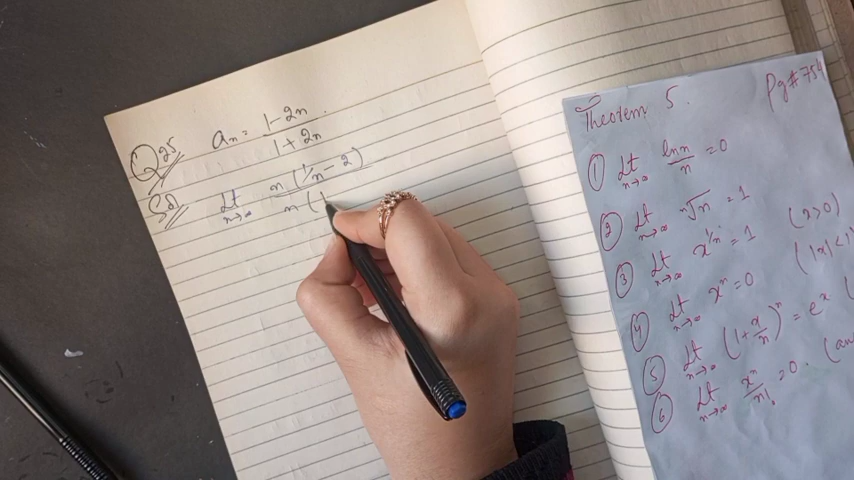 Q25 aₙ = (1-2n)/(1+2n).
Sol Lt n→∞ n(1/n - 2)/n(1
Theorem 5. Pg#754
① Lt n→∞ ln n/n = 0
② Lt n→∞ ⁿ√n = 1
③ Lt n→∞ x^(1/n) = 1 (x>0)
④ Lt n→∞ xⁿ = 0 (|x|<1)
⑤ Lt n→∞ (1+x/n)ⁿ = eˣ (
⑥ Lt n→∞ xⁿ/n! = 0. (an